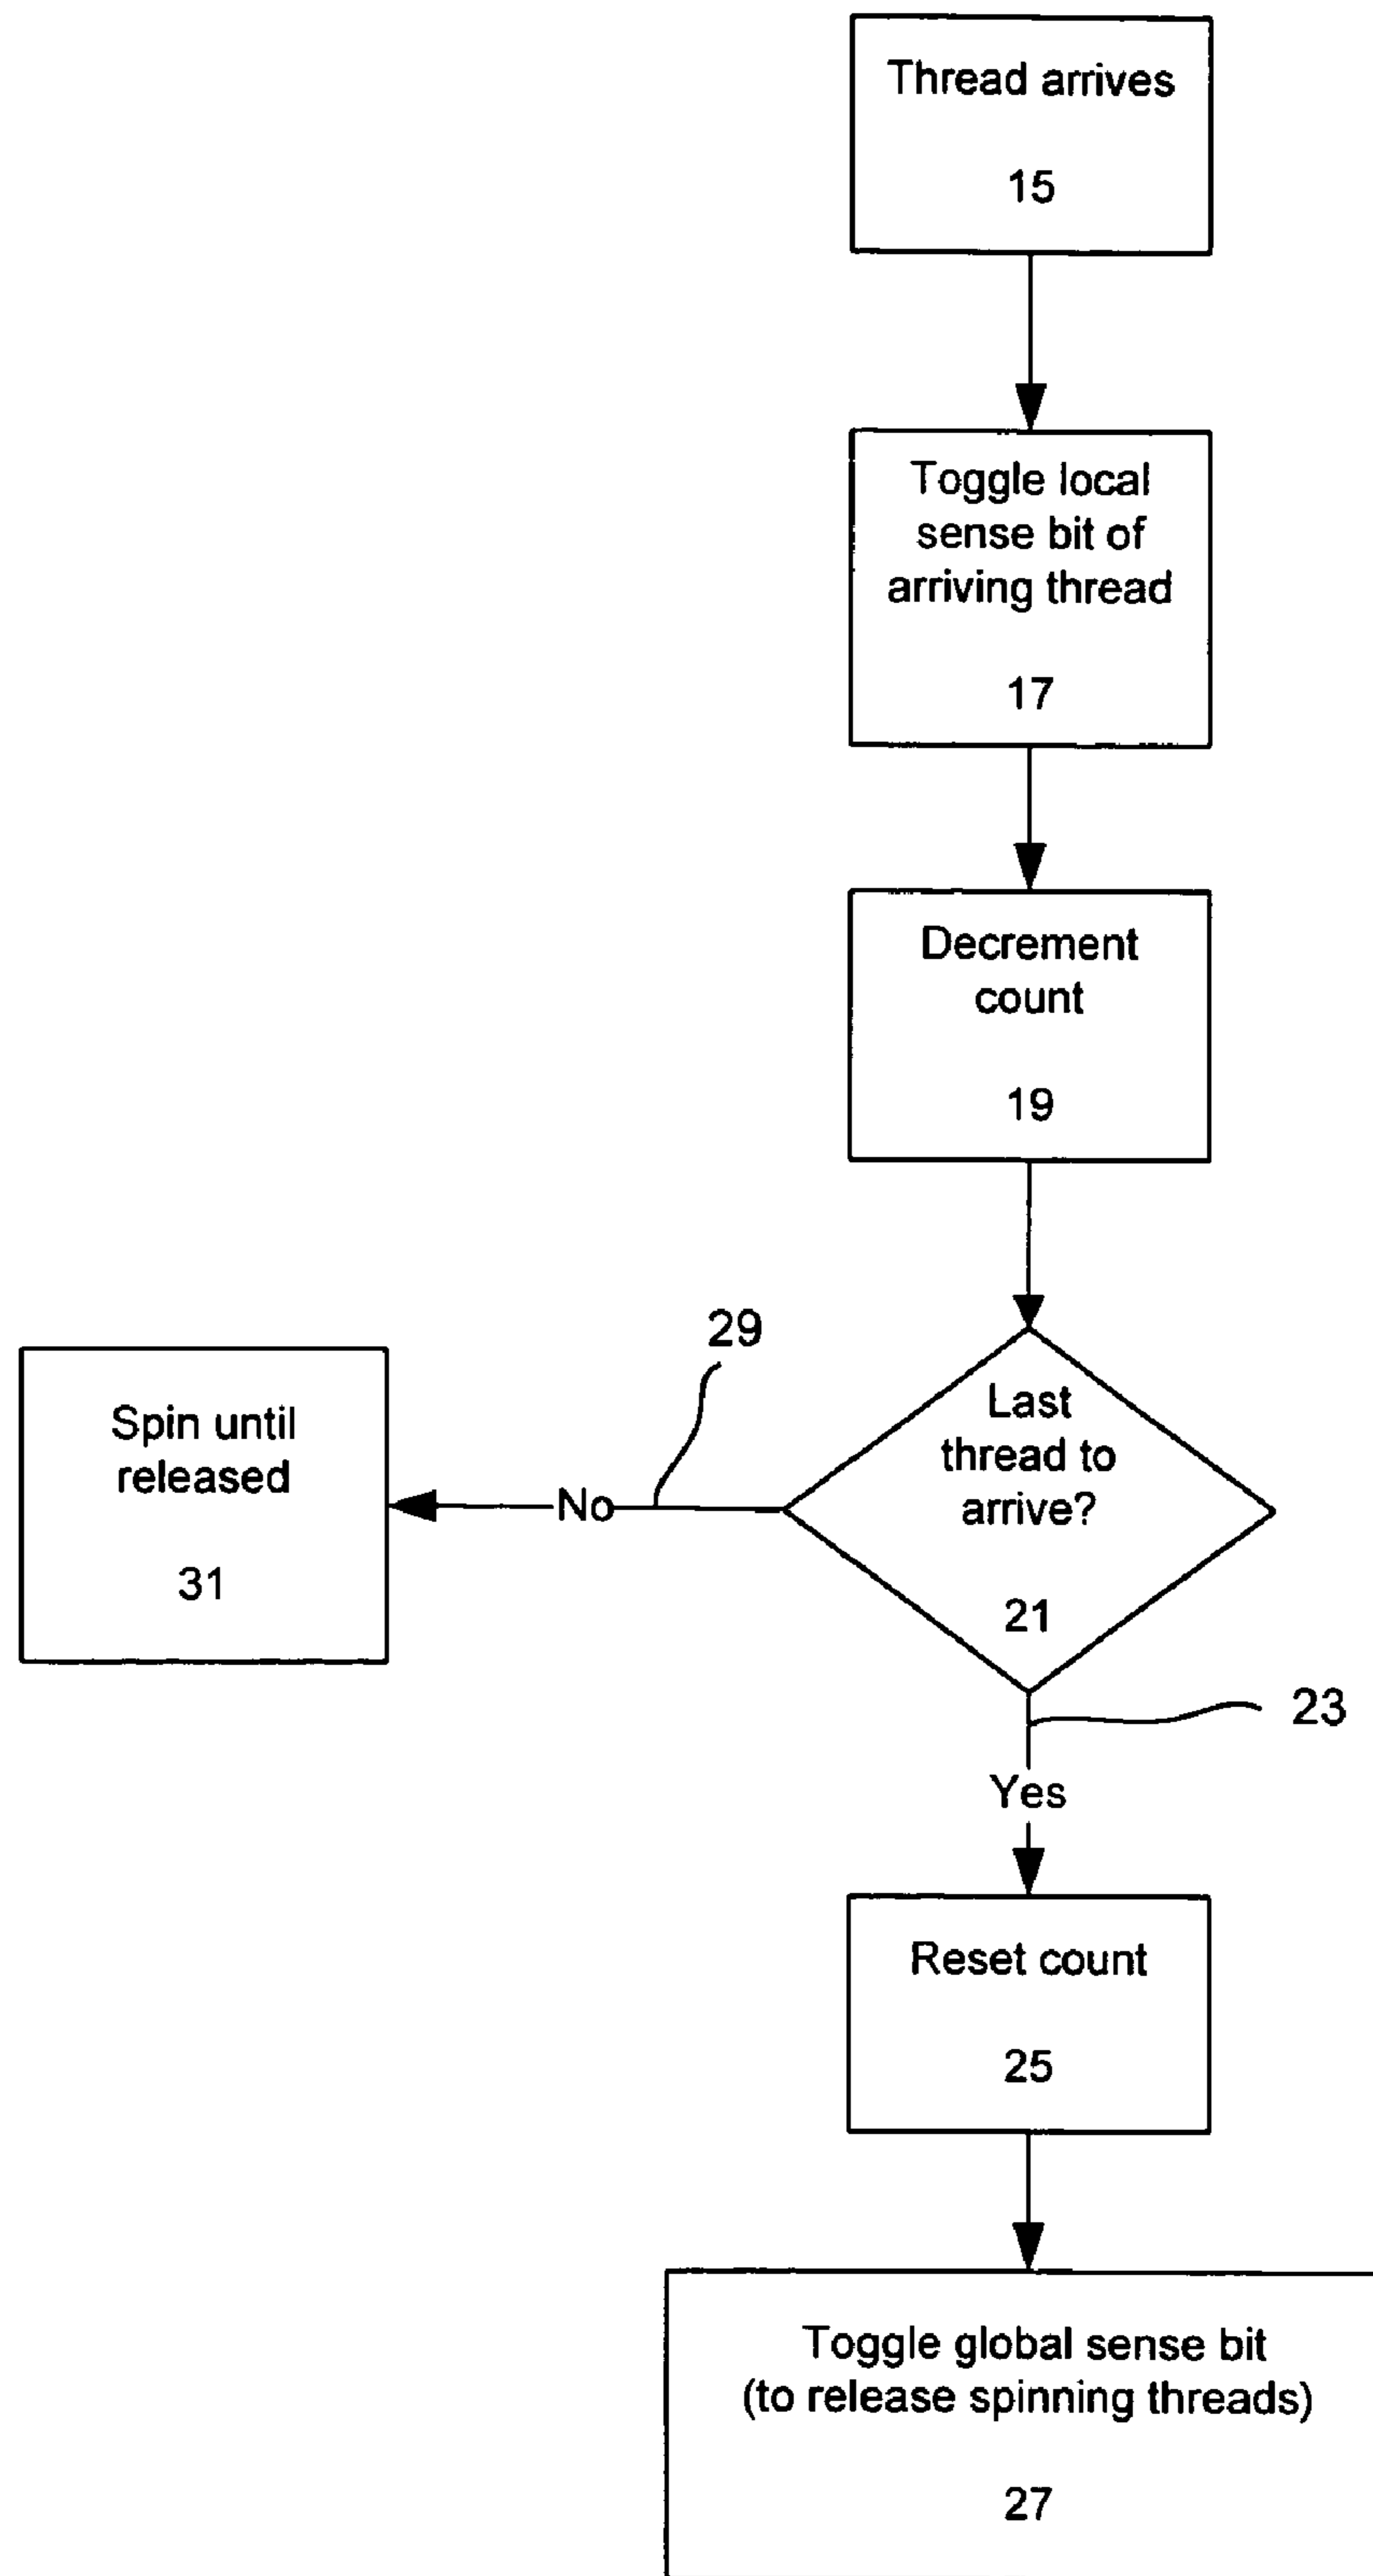 Thread arrives
15
Toggle local
sense bit of
arriving thread
17
Decrement
count
19
29
Last
thread to
arrive?
21
No
Spin until
released
31
23
Yes
Reset count
25
Toggle global sense bit
(to release spinning threads)
27